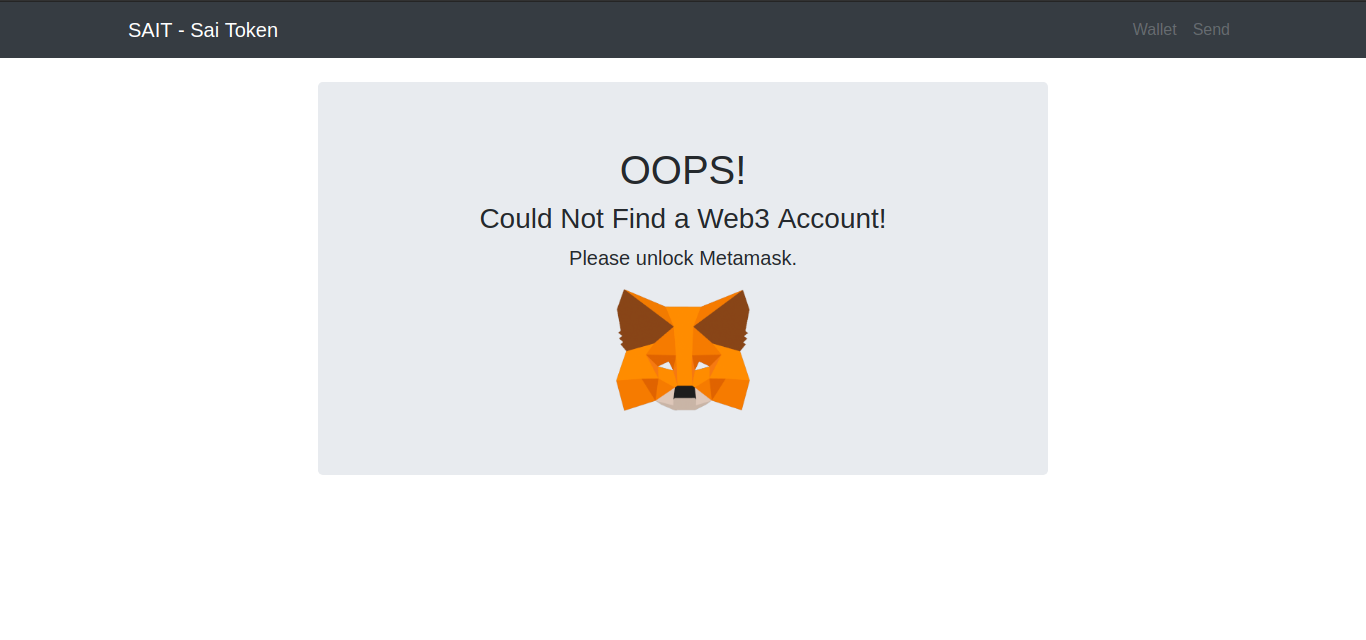 SAIT - Sai Token
Wallet Send
OOPS!
Could Not Find a Web3 Account!
Please unlock Metamask.